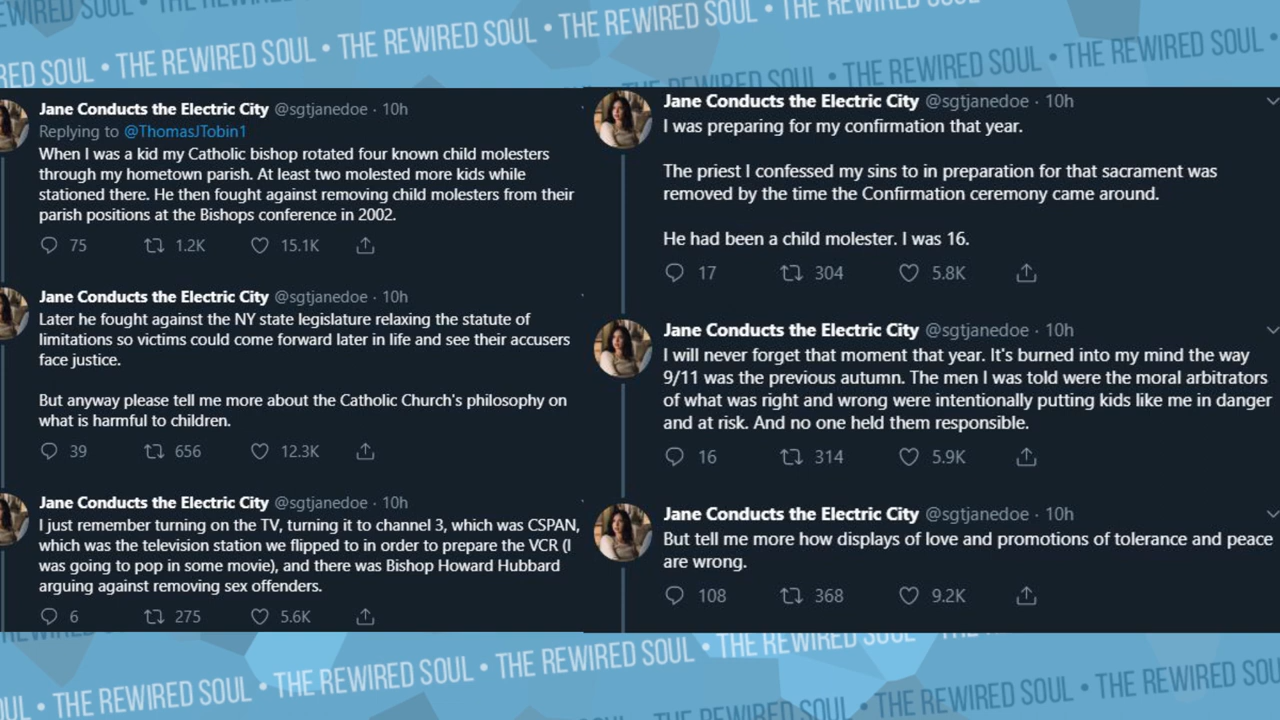 EWIRED SOUL • THE REWIRED SOUL • THE REWIRED SOUL
RED SOUL • THE REWIRED SOUL • THE REWIRED SOUL • THE REWIRED SOUL • THE REWIRED SOUL
THE REWIRED SOUL • THE REWIRED SOUL • THE REWIRED SOUL •
Jane Conducts the Electric City @sgtjanedoe · 10h
Replying to @ThomasJTobin1
When I was a kid my Catholic bishop rotated four known child molesters
through my hometown parish. At least two molested more kids while
stationed there. He then fought against removing child molesters from their
parish positions at the Bishops conference in 2002.
75 1.2K 15.1K
Jane Conducts the Electric City @sgtjanedoe · 10h
Later he fought against the NY state legislature relaxing the statute of
limitations so victims could come forward later in life and see their accusers
face justice.
But anyway please tell me more about the Catholic Church's philosophy on
what is harmful to children.
39 656 12.3K
Jane Conducts the Electric City @sgtjanedoe · 10h
I just remember turning on the TV, turning it to channel 3, which was CSPAN,
which was the television station we flipped to in order to prepare the VCR (I
was going to pop in some movie), and there was Bishop Howard Hubbard
arguing against removing sex offenders.
6 275 5.6K
Jane Conducts the Electric City @sgtjanedoe · 10h
I was preparing for my confirmation that year.
The priest I confessed my sins to in preparation for that sacrament was
removed by the time the Confirmation ceremony came around.
He had been a child molester. I was 16.
17 304 5.8K
Jane Conducts the Electric City @sgtjanedoe · 10h
I will never forget that moment that year. It's burned into my mind the way
9/11 was the previous autumn. The men I was told were the moral arbitrators
of what was right and wrong were intentionally putting kids like me in danger
and at risk. And no one held them responsible.
16 314 5.9K
Jane Conducts the Electric City @sgtjanedoe · 10h
But tell me more how displays of love and promotions of tolerance and peace
are wrong.
108 368 9.2K
UL • THE REWIRED SOUL • THE REWIRED SOUL • THE REWIRED SOUL • THE REWIRED SOUL
THE REWIRED SOUL • THE REWIRED SOUL • THE REWIRED SOU